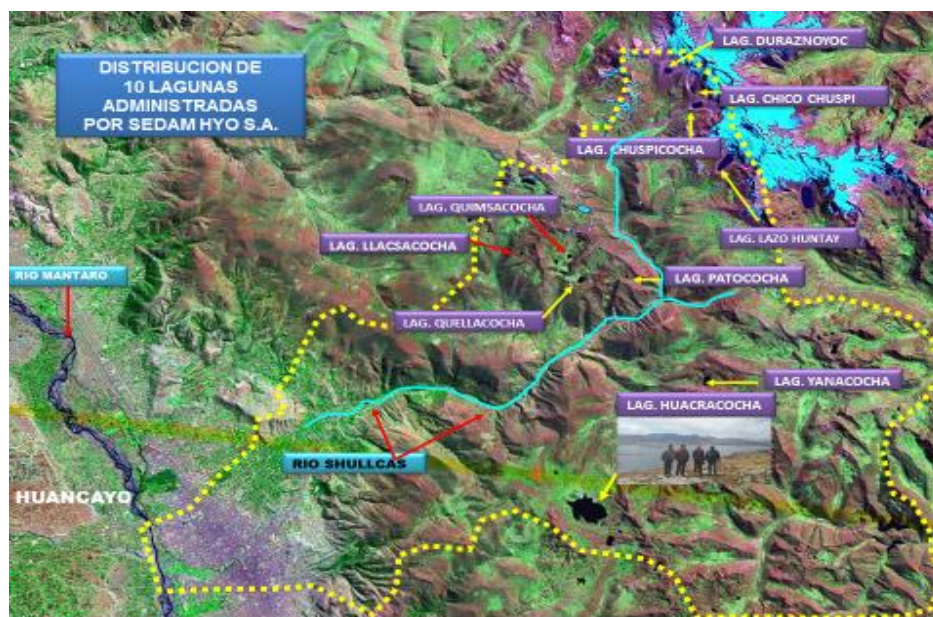 DISTRIBUCION DE
10 LAGUNAS
ADMINISTRADAS
POR SEDAM HYO S.A.
LAG. DURAZNOYOC
LAG. CHICO CHUSPI
LAG. CHUSPICOCHA
LAG. QUIMSACOCHA
LAG. LLACSACOCHA
LAG. LAZO HUNTAY
RIO MANTARO
LAG. PATOCOCHA
LAG. QUELLACOCHA
LAG. YANACOCHA
LAG. HUACRACOCHA
RIO SHULLCAS
HUANCAYO